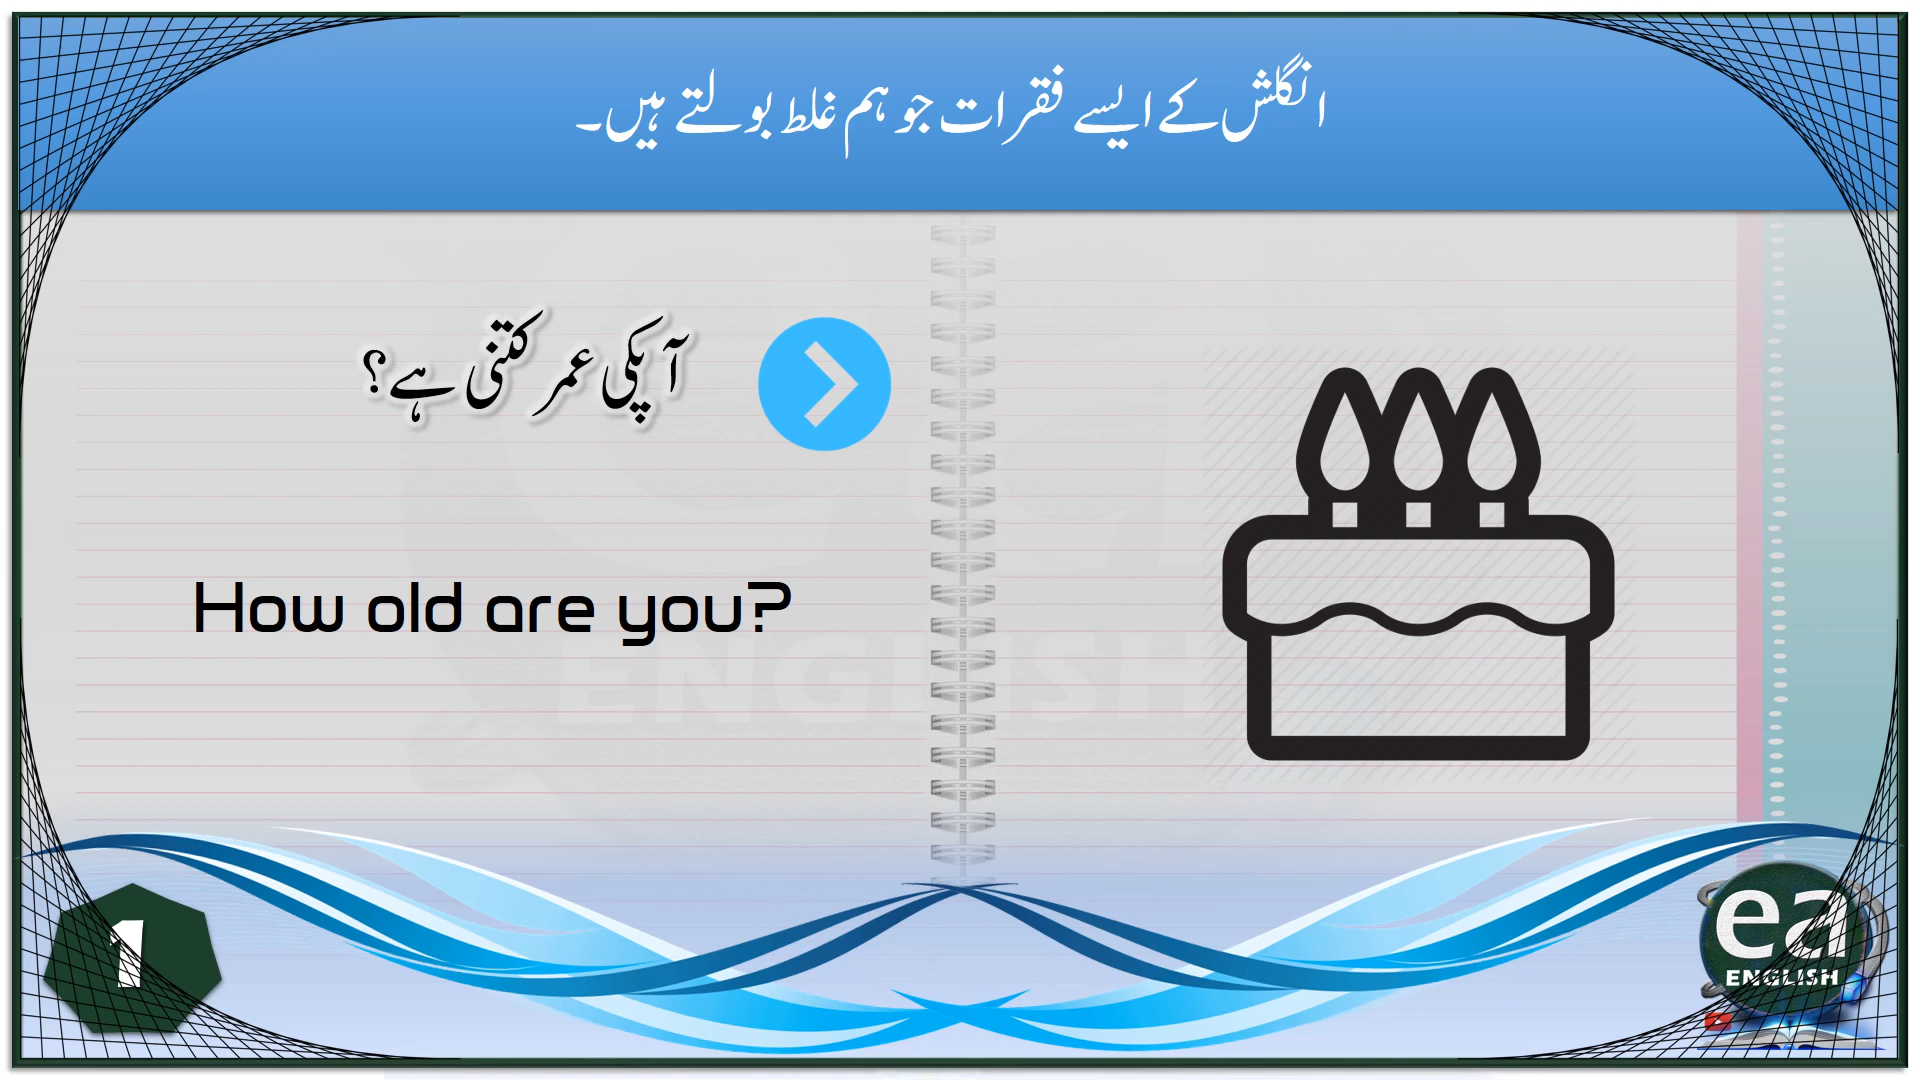 انگلش کے ایسے فقرات جو ہم غلط بولتے ہیں۔
آپکی عمر کتنی ہے؟
How old are you?
ENGLISH
1
ea
ENGLISH